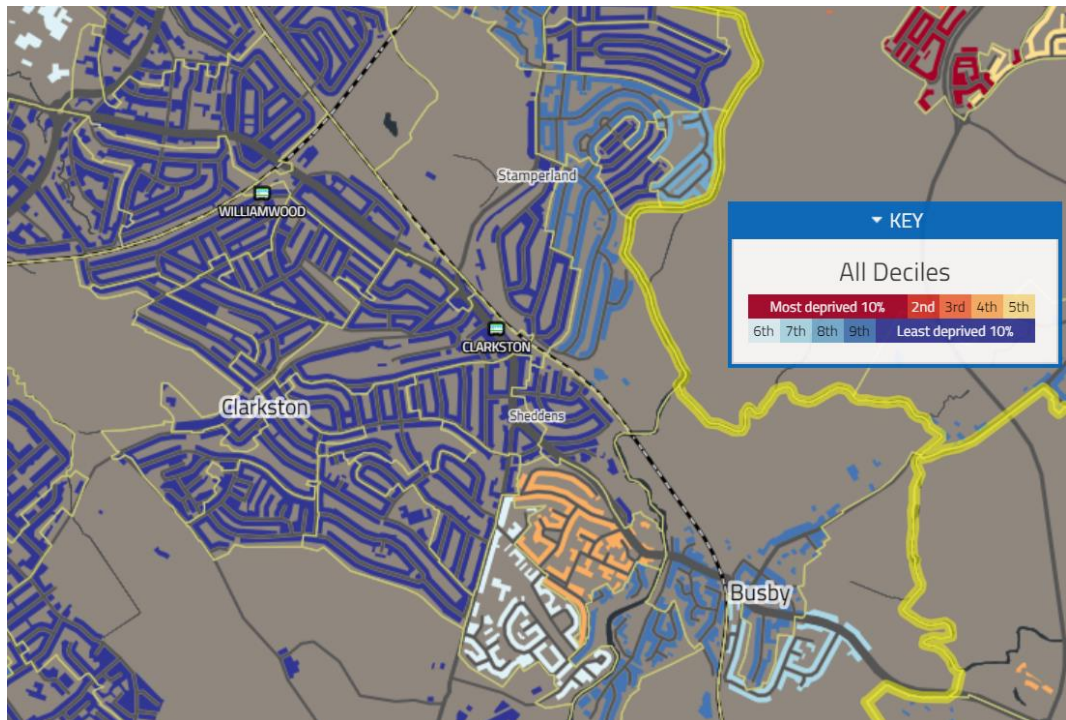 Stamperland
WILLIAMWOOD
KEY
All Deciles
Most deprived 10% 2nd 3rd 4th 5th
6th 7th 8th 9th Least deprived 10%
CLARKSTON
Clarkston
Sheddens
Busby